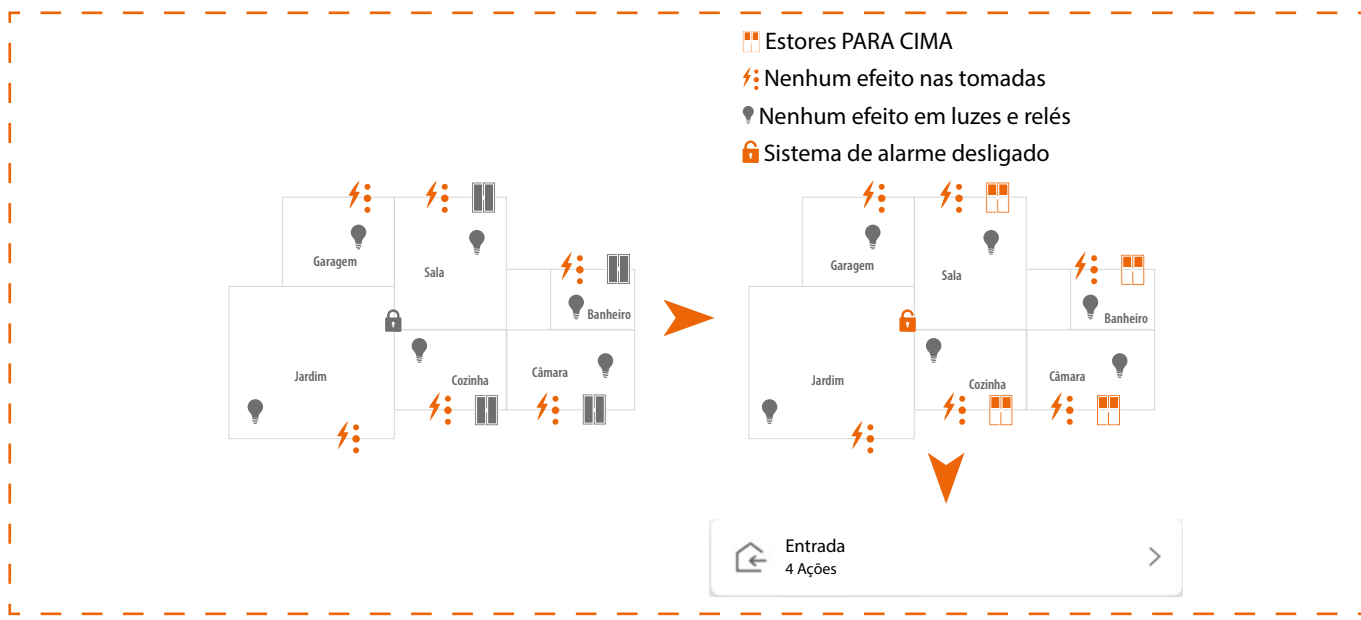 Estores PARA CIMA
Nenhum efeito nas tomadas
Nenhum efeito em luzes e relés
Sistema de alarme desligado
Garagem
Sala
Banheiro
Jardim
Cozinha
Câmara
Garagem
Sala
Banheiro
Jardim
Cozinha
Câmara
Entrada
4 Ações